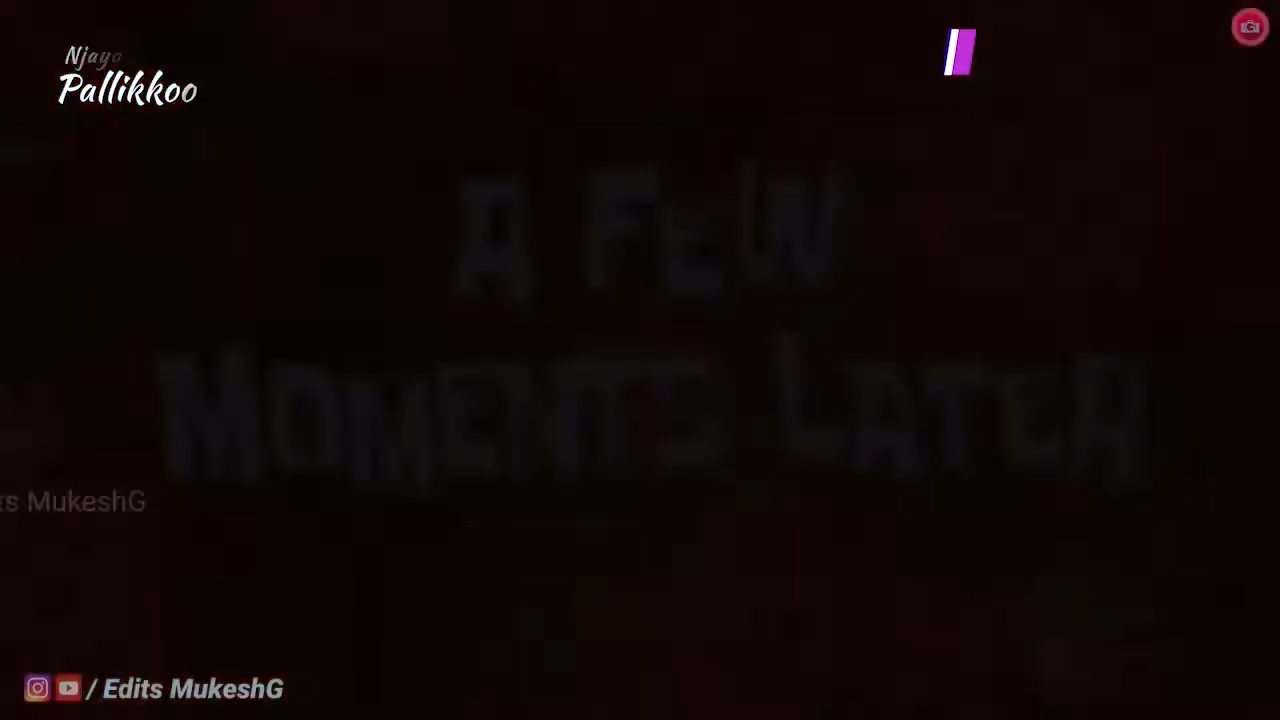 Njayo
Pallikkoo
A FEW
MOMENTS LATER
ts MukeshG
/ Edits MukeshG